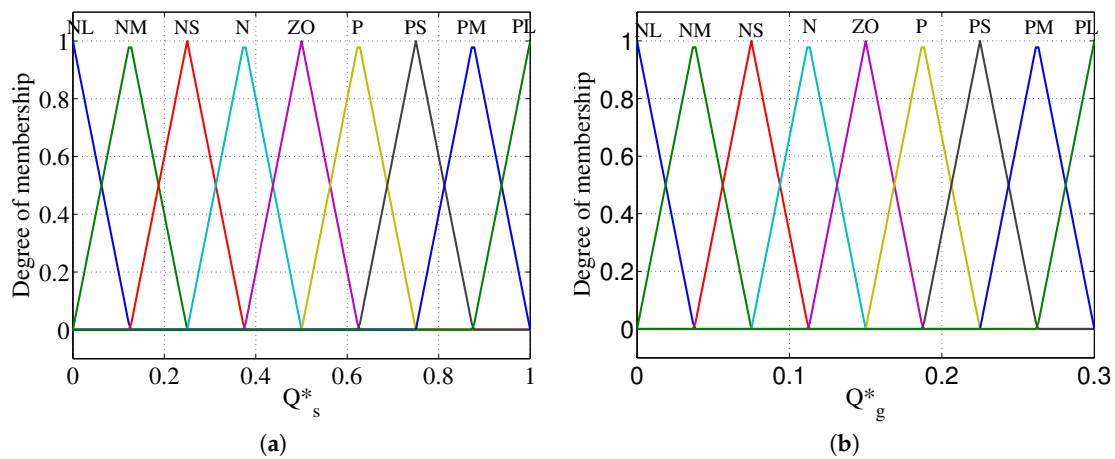 NL NM NS N ZO P PS PM PL
1
0.8
0.6
0.4
0.2
0
Degree of membership
0 0.2 0.4 0.6 0.8 1
Q*s
(a)
NL NM NS N ZO P PS PM PL
1
0.8
0.6
0.4
0.2
0
Degree of membership
0 0.1 0.2 0.3
Q*g
(b)